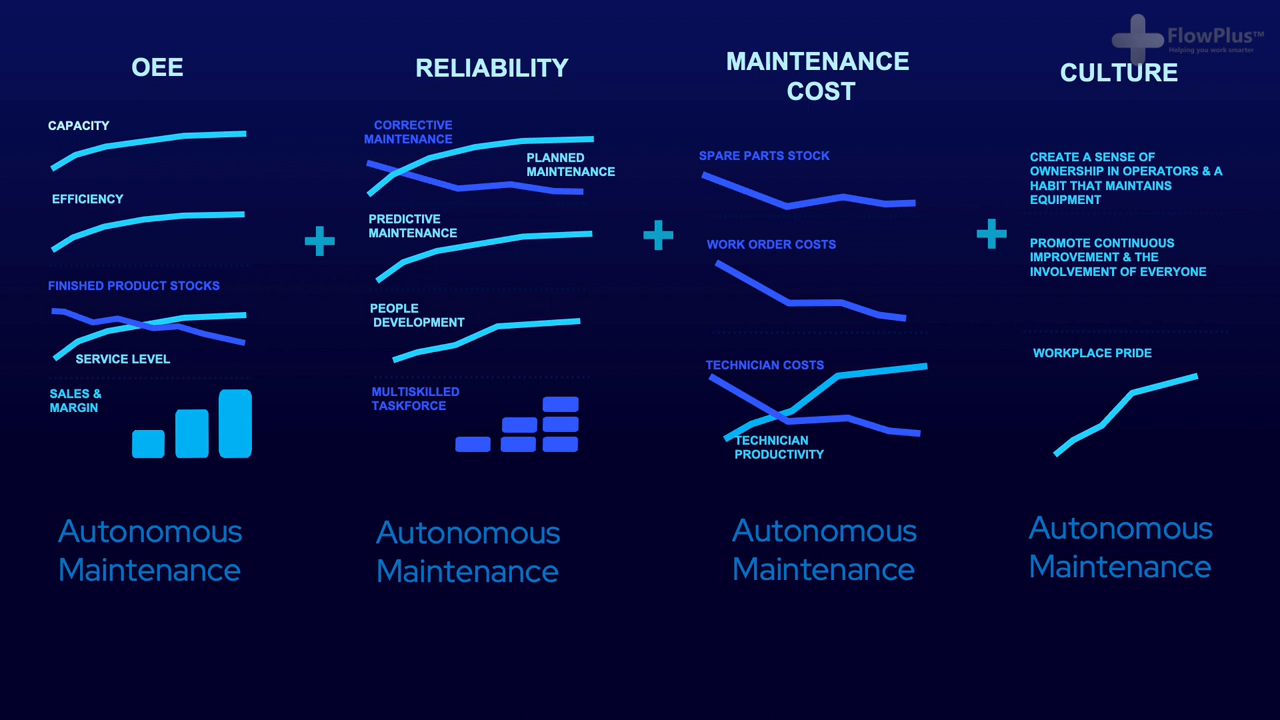 FlowPlus™
Helping you work smarter
OEE
CAPACITY
EFFICIENCY
FINISHED PRODUCT STOCKS
SERVICE LEVEL
SALES &
MARGIN
Autonomous
Maintenance
RELIABILITY
CORRECTIVE
MAINTENANCE
PLANNED
MAINTENANCE
PREDICTIVE
MAINTENANCE
PEOPLE
DEVELOPMENT
MULTISKILLED
TASKFORCE
Autonomous
Maintenance
MAINTENANCE
COST
SPARE PARTS STOCK
WORK ORDER COSTS
TECHNICIAN COSTS
TECHNICIAN
PRODUCTIVITY
Autonomous
Maintenance
CULTURE
CREATE A SENSE OF
OWNERSHIP IN OPERATORS & A
HABIT THAT MAINTAINS
EQUIPMENT
PROMOTE CONTINUOUS
IMPROVEMENT & THE
INVOLVEMENT OF EVERYONE
WORKPLACE PRIDE
Autonomous
Maintenance